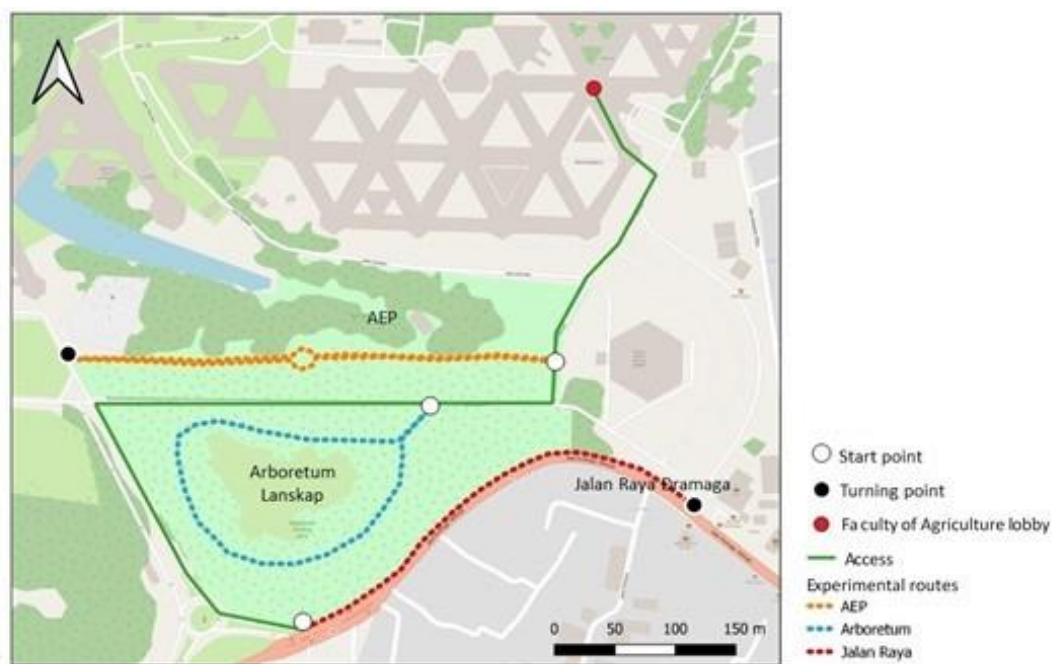 AEP
Arboretum
Lanskap
Jalan Raya Dramaga
0 50 100 150 m
Start point
Turning point
Faculty of Agriculture lobby
Access
Experimental routes
AEP
Arboretum
Jalan Raya